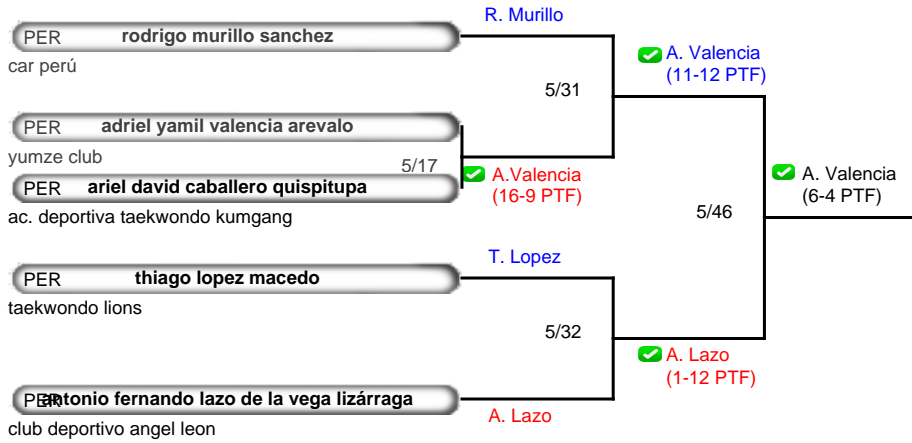 R. Murillo
PER rodrigo murillo sanchez
car perú
A. Valencia
(11-12 PTF)
5/31
PER adriel yamil valencia arevalo
yumze club
5/17
A.Valencia
(16-9 PTF)
A. Valencia
(6-4 PTF)
PER ariel david caballero quispitupa
ac. deportiva taekwondo kumgang
5/46
T. Lopez
PER thiago lopez macedo
taekwondo lions
5/32
A. Lazo
(1-12 PTF)
PER antonio fernando lazo de la vega lizárraga
A. Lazo
club deportivo angel leon